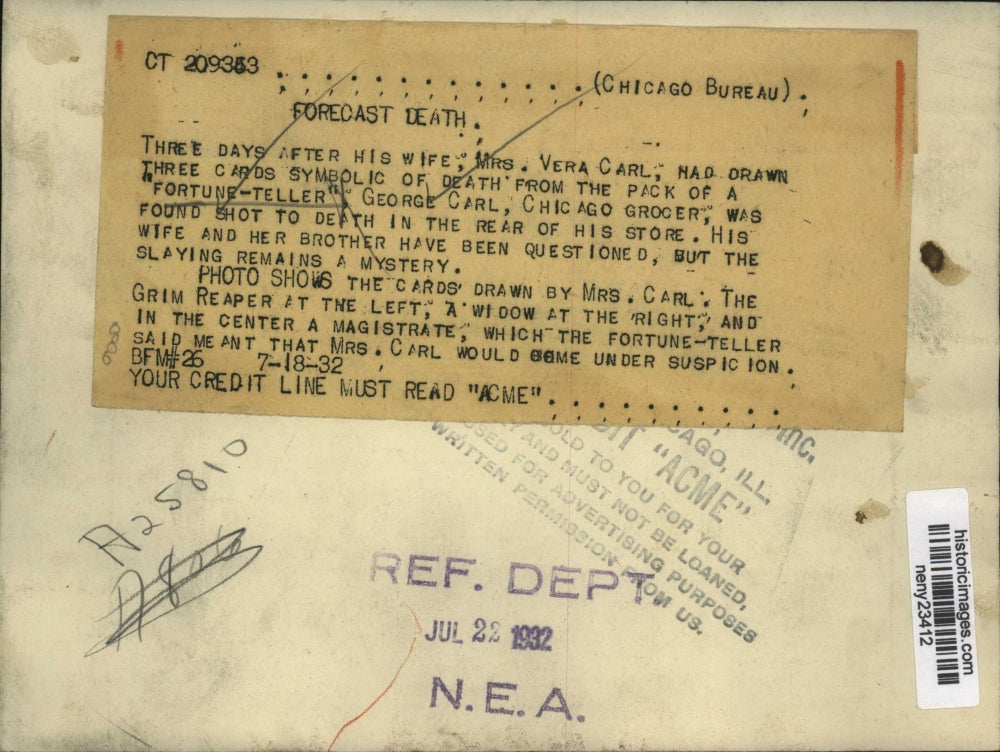 CT 209353 . . . . . . . . . . . . . (CHICAGO BUREAU).
FORECAST DEATH.
THREE DAYS AFTER HIS WIFE, MRS. VERA CARL, HAD DRAWN
THREE CARDS SYMBOLIC OF DEATH FROM THE PACK OF A
"FORTUNE-TELLER", GEORGE CARL, CHICAGO GROCER, WAS
FOUND SHOT TO DEATH IN THE REAR OF HIS STORE. HIS
WIFE AND HER BROTHER HAVE BEEN QUESTIONED, BUT THE
SLAYING REMAINS A MYSTERY.
PHOTO SHOWS THE CARDS DRAWN BY MRS. CARL. THE
GRIM REAPER AT THE LEFT, A WIDOW AT THE RIGHT, AND
IN THE CENTER A MAGISTRATE, WHICH THE FORTUNE-TELLER
SAID MEANT THAT MRS. CARL WOULD COME UNDER SUSPICION.
BFM#26 7-18-32
YOUR CREDIT LINE MUST READ "ACME". . . . . . . . . .
INC.
CAGO, ILL.
DIT "ACME"
OLD TO YOU FOR YOUR
Y AND MUST NOT BE LOANED,
USED FOR ADVERTISING PURPOSES
WRITTEN PERMISSION FROM US.
A25810
REF. DEPT.
JUL 22 1932
N.E.A.
historicimages.com
neny23412